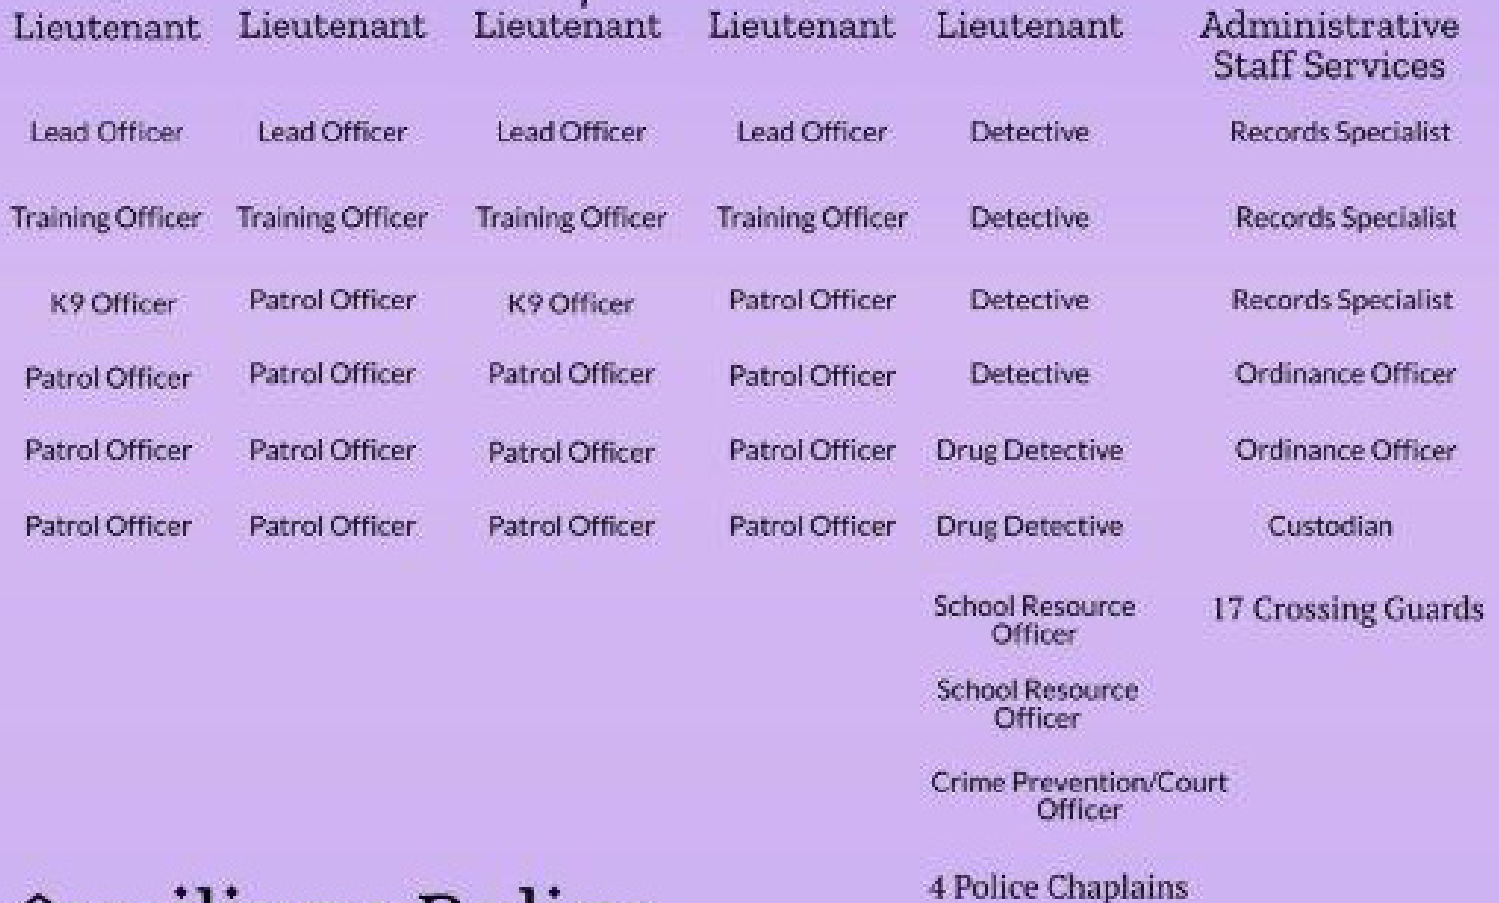 Lieutenant Lieutenant Lieutenant Lieutenant Lieutenant Administrative
Staff Services
Lead Officer Lead Officer Lead Officer Lead Officer Detective Records Specialist
Training Officer Training Officer Training Officer Training Officer Detective Records Specialist
K9 Officer Patrol Officer K9 Officer Patrol Officer Detective Records Specialist
Patrol Officer Patrol Officer Patrol Officer Patrol Officer Detective Ordinance Officer
Patrol Officer Patrol Officer Patrol Officer Patrol Officer Drug Detective Ordinance Officer
Patrol Officer Patrol Officer Patrol Officer Patrol Officer Drug Detective Custodian
School Resource 17 Crossing Guards
Officer
School Resource
Officer
Crime Prevention/Court
Officer
4 Police Chaplains